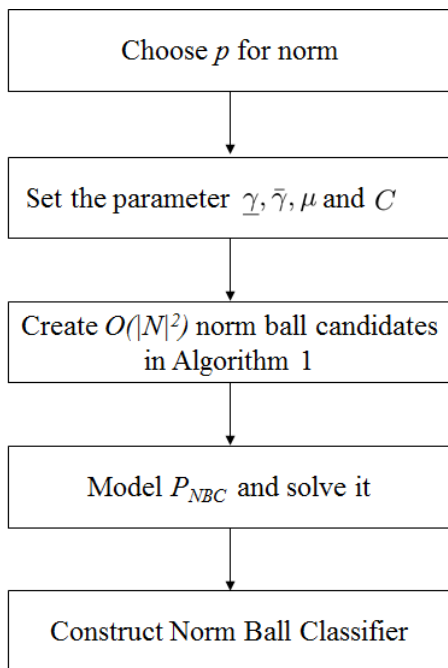 Choose p for norm
Set the parameter γ̲, γ̄, μ and C
Create O(|N|²) norm ball candidates
in Algorithm 1
Model P_NBC and solve it
Construct Norm Ball Classifier